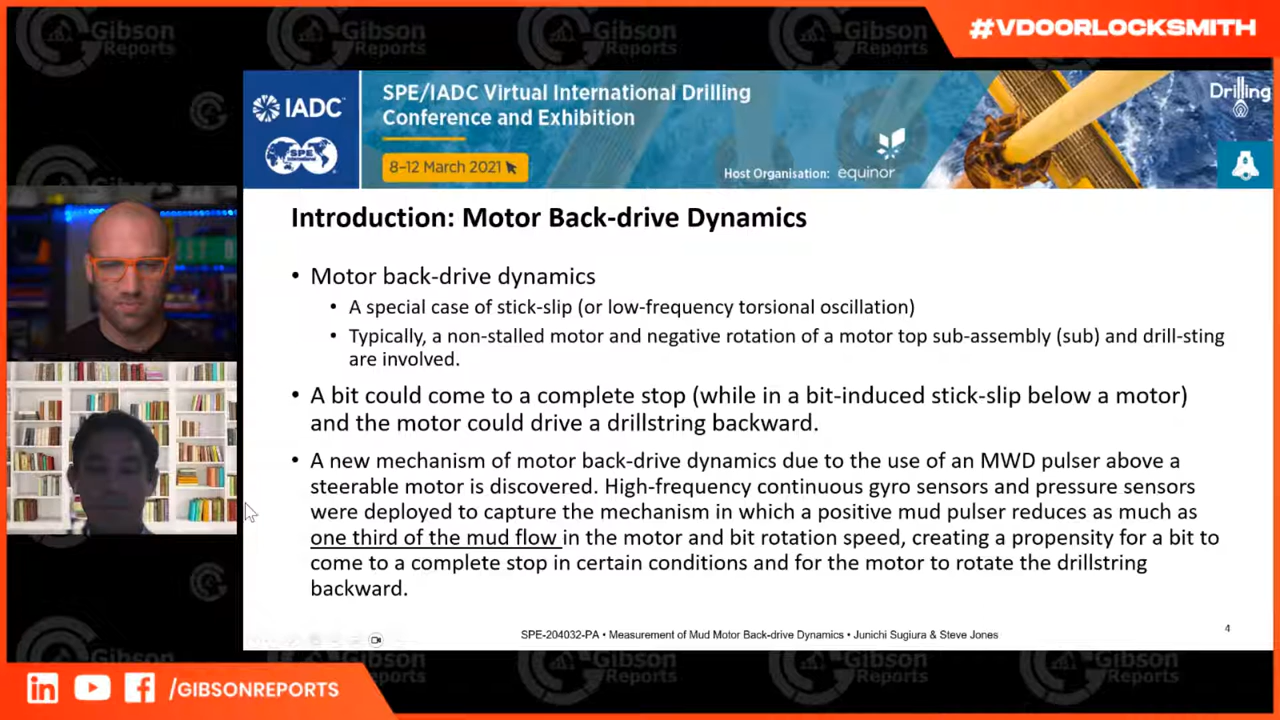 #VDOORLOCKSMITH
Gibson
Reports
IADC
SPE
International
SPE/IADC Virtual International Drilling
Conference and Exhibition
8–12 March 2021
Host Organisation: equinor
Drilling
Introduction: Motor Back-drive Dynamics
• Motor back-drive dynamics
• A special case of stick-slip (or low-frequency torsional oscillation)
• Typically, a non-stalled motor and negative rotation of a motor top sub-assembly (sub) and drill-sting
are involved.
• A bit could come to a complete stop (while in a bit-induced stick-slip below a motor)
and the motor could drive a drillstring backward.
• A new mechanism of motor back-drive dynamics due to the use of an MWD pulser above a
steerable motor is discovered. High-frequency continuous gyro sensors and pressure sensors
were deployed to capture the mechanism in which a positive mud pulser reduces as much as
one third of the mud flow in the motor and bit rotation speed, creating a propensity for a bit to
come to a complete stop in certain conditions and for the motor to rotate the drillstring
backward.
SPE-204032-PA • Measurement of Mud Motor Back-drive Dynamics • Junichi Sugiura & Steve Jones
4
in
/GIBSONREPORTS